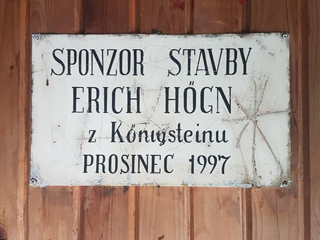 SPONZOR STAVBY
ERICH HÖGN
z Königsteinu
PROSINEC 1997